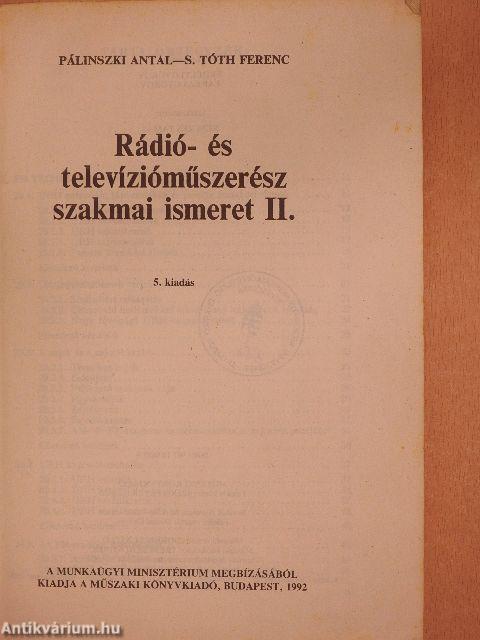 PÁLINSZKI ANTAL—S. TÓTH FERENC
Rádió- és
televízióműszerész
szakmai ismeret II.
5. kiadás
A MUNKAÜGYI MINISZTÉRIUM MEGBÍZÁSÁBÓL
KIADJA A MŰSZAKI KÖNYVKIADÓ, BUDAPEST, 1992
Antikvárium.hu